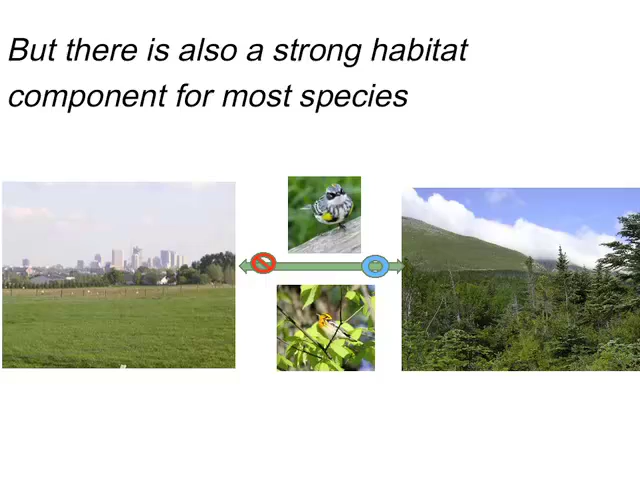 But there is also a strong habitat
component for most species